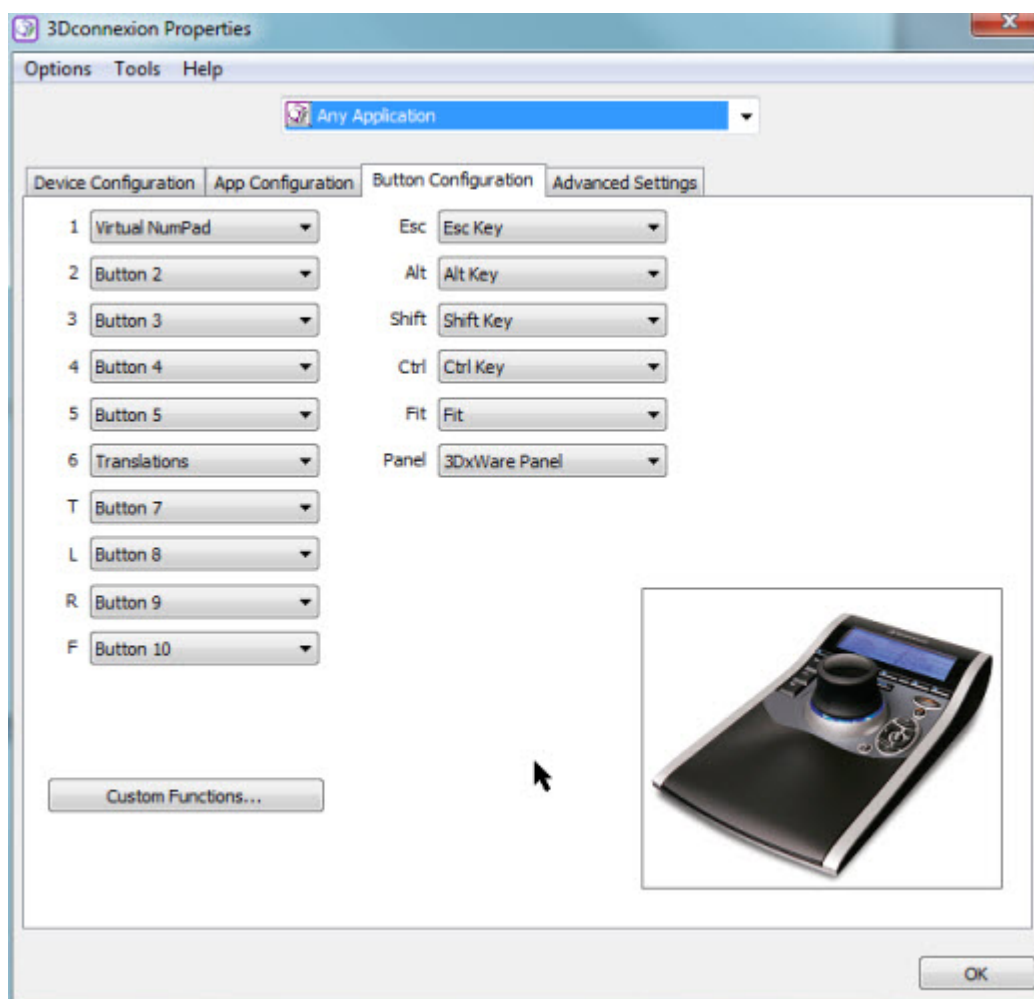 3Dconnexion Properties
Options Tools Help
Any Application
Device Configuration App Configuration Button Configuration Advanced Settings
1 Virtual NumPad Esc Esc Key
2 Button 2 Alt Alt Key
3 Button 3 Shift Shift Key
4 Button 4 Ctrl Ctrl Key
5 Button 5 Fit Fit
6 Translations Panel 3DxWare Panel
T Button 7
L Button 8
R Button 9
F Button 10
Custom Functions...
OK